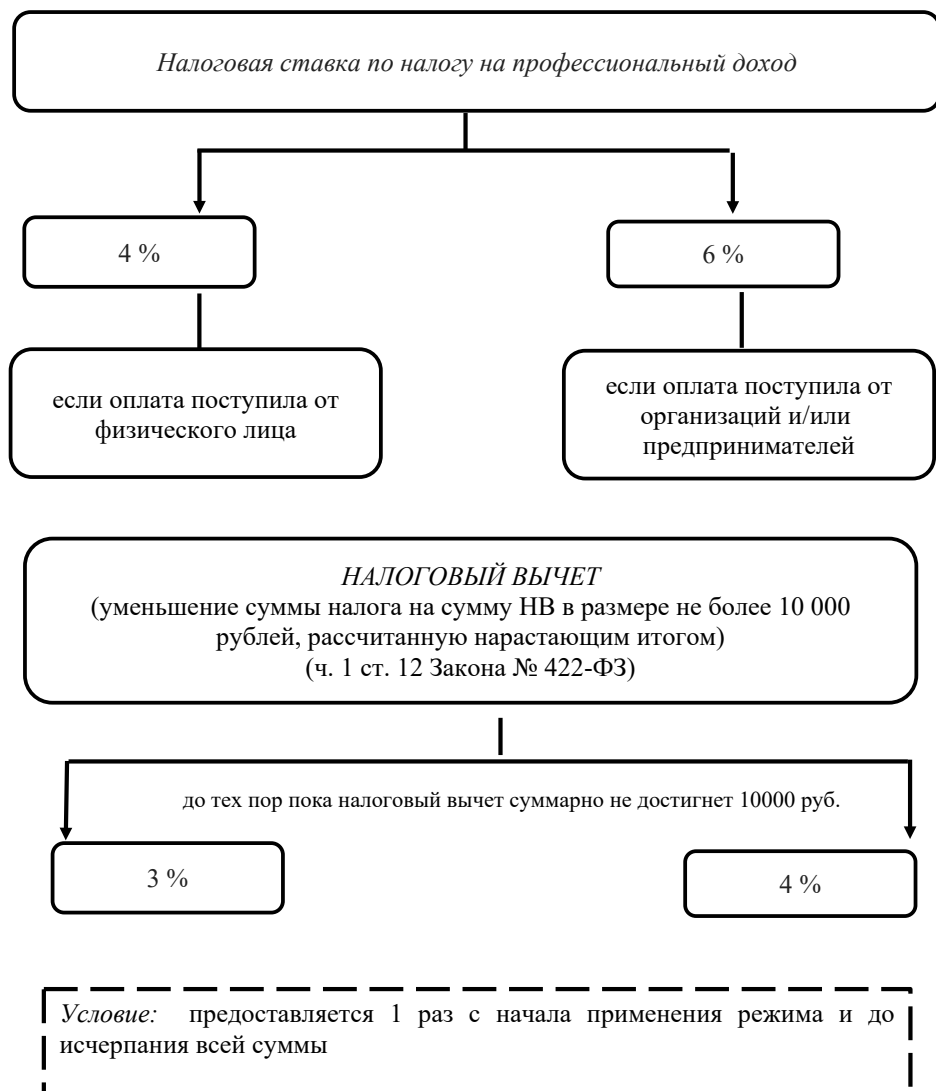 Налоговая ставка по налогу на профессиональный доход
4 %
6 %
если оплата поступила от
физического лица
если оплата поступила от
организаций и/или
предпринимателей
НАЛОГОВЫЙ ВЫЧЕТ
(уменьшение суммы налога на сумму НВ в размере не более 10 000
рублей, рассчитанную нарастающим итогом)
(ч. 1 ст. 12 Закона № 422-ФЗ)
до тех пор пока налоговый вычет суммарно не достигнет 10000 руб.
3 %
4 %
Условие: предоставляется 1 раз с начала применения режима и до
исчерпания всей суммы